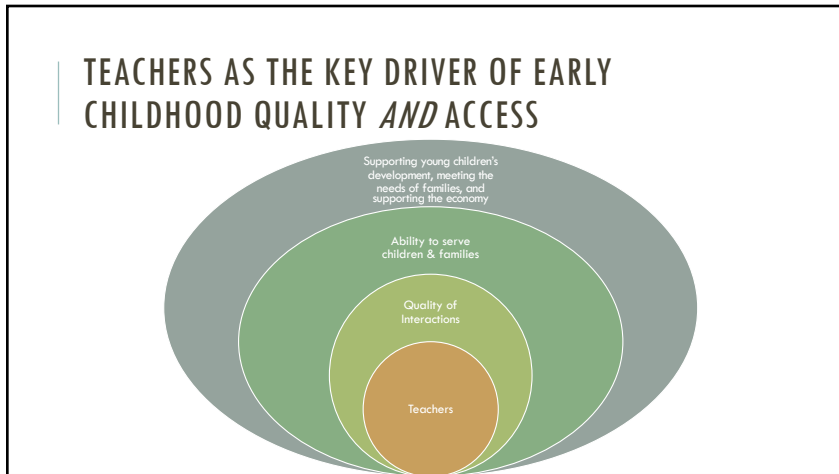 TEACHERS AS THE KEY DRIVER OF EARLY
CHILDHOOD QUALITY AND ACCESS
Supporting young children's
development, meeting the
needs of families, and
supporting the economy
Ability to serve
children & families
Quality of
Interactions
Teachers